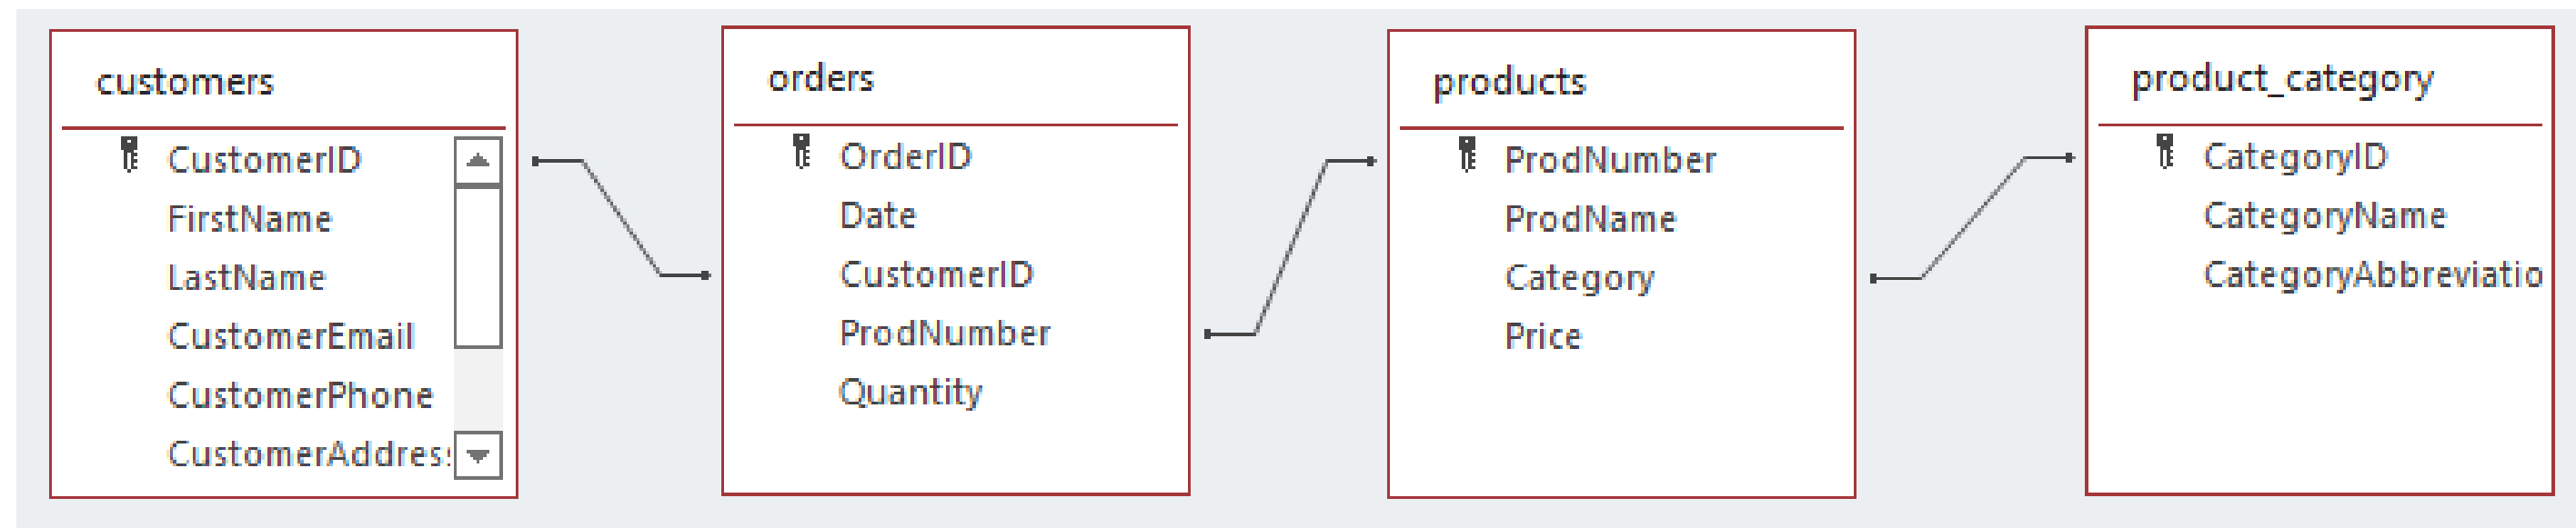 customers
CustomerID
FirstName
LastName
CustomerEmail
CustomerPhone
CustomerAddress
orders
OrderID
Date
CustomerID
ProdNumber
Quantity
products
ProdNumber
ProdName
Category
Price
product_category
CategoryID
CategoryName
CategoryAbbreviatio